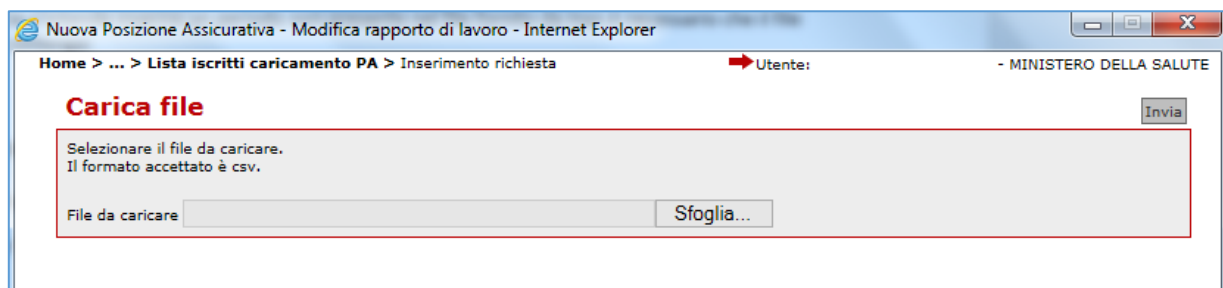 Nuova Posizione Assicurativa - Modifica rapporto di lavoro - Internet Explorer
Home > ... > Lista iscritti caricamento PA > Inserimento richiesta Utente: - MINISTERO DELLA SALUTE
Carica file
Invia
Selezionare il file da caricare.
Il formato accettato è csv.
File da caricare Sfoglia...